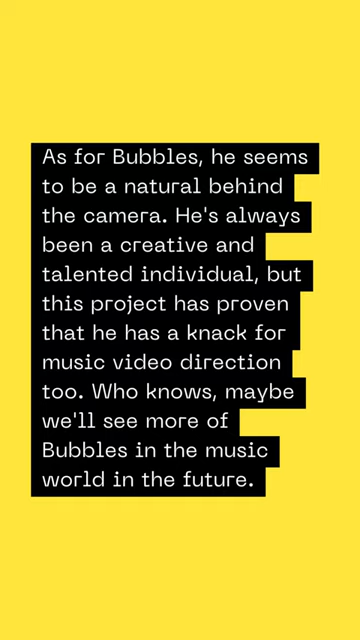 As for Bubbles, he seems
to be a natural behind
the camera. He's always
been a creative and
talented individual, but
this project has proven
that he has a knack for
music video direction
too. Who knows, maybe
we'll see more of
Bubbles in the music
world in the future.